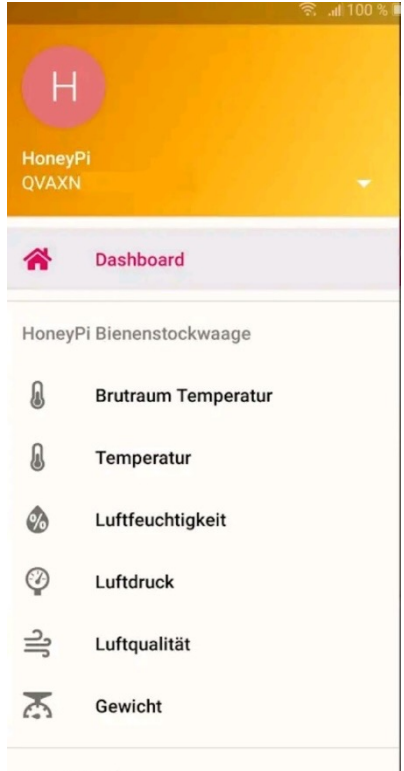 100 %
H
HoneyPi
QVAXN
Dashboard
HoneyPi Bienenstockwaage
Brutraum Temperatur
Temperatur
%
Luftfeuchtigkeit
Luftdruck
Luftqualität
Gewicht